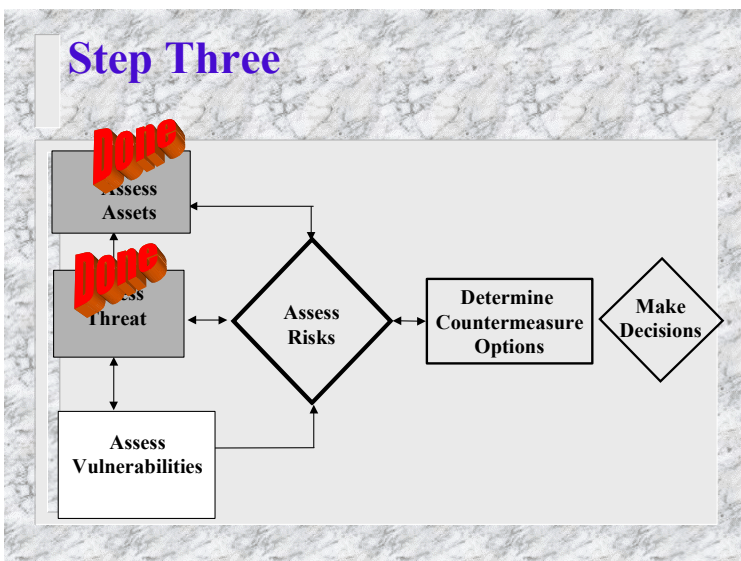 Step Three
Done
Assess
Assets
Done
Threat
Assess
Risks
Determine
Countermeasure
Options
Make
Decisions
Assess
Vulnerabilities